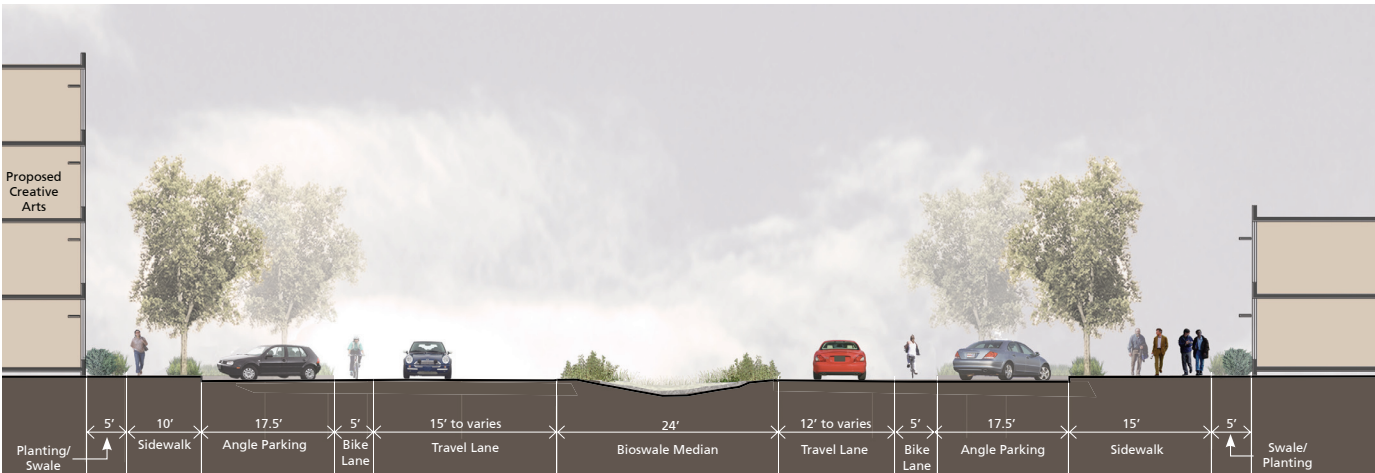 Proposed
Creative
Arts
5’
10’
17.5’
5’
15’ to varies
24’
12’ to varies
5’
17.5’
15’
5’
Planting/
Swale
Sidewalk
Angle Parking
Bike
Lane
Travel Lane
Bioswale Median
Travel Lane
Bike
Lane
Angle Parking
Sidewalk
Swale/
Planting